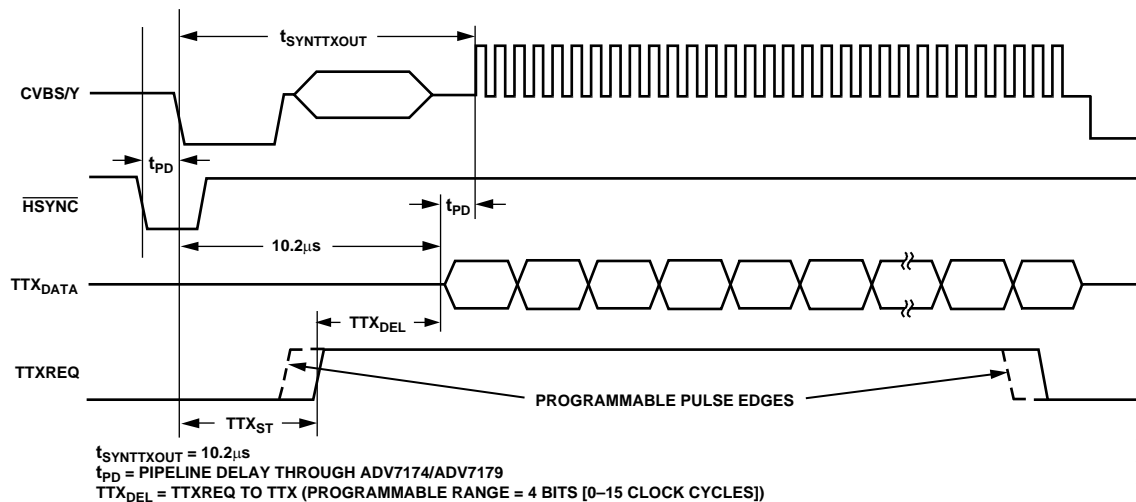 tSYNTTXOUT
CVBS/Y
tPD
HSYNC
tPD
10.2μs
TTXDATA
TTXDEL
TTXREQ
PROGRAMMABLE PULSE EDGES
TTXST
tSYNTTXOUT = 10.2μs
tPD = PIPELINE DELAY THROUGH ADV7174/ADV7179
TTXDEL = TTXREQ TO TTX (PROGRAMMABLE RANGE = 4 BITS [0–15 CLOCK CYCLES])